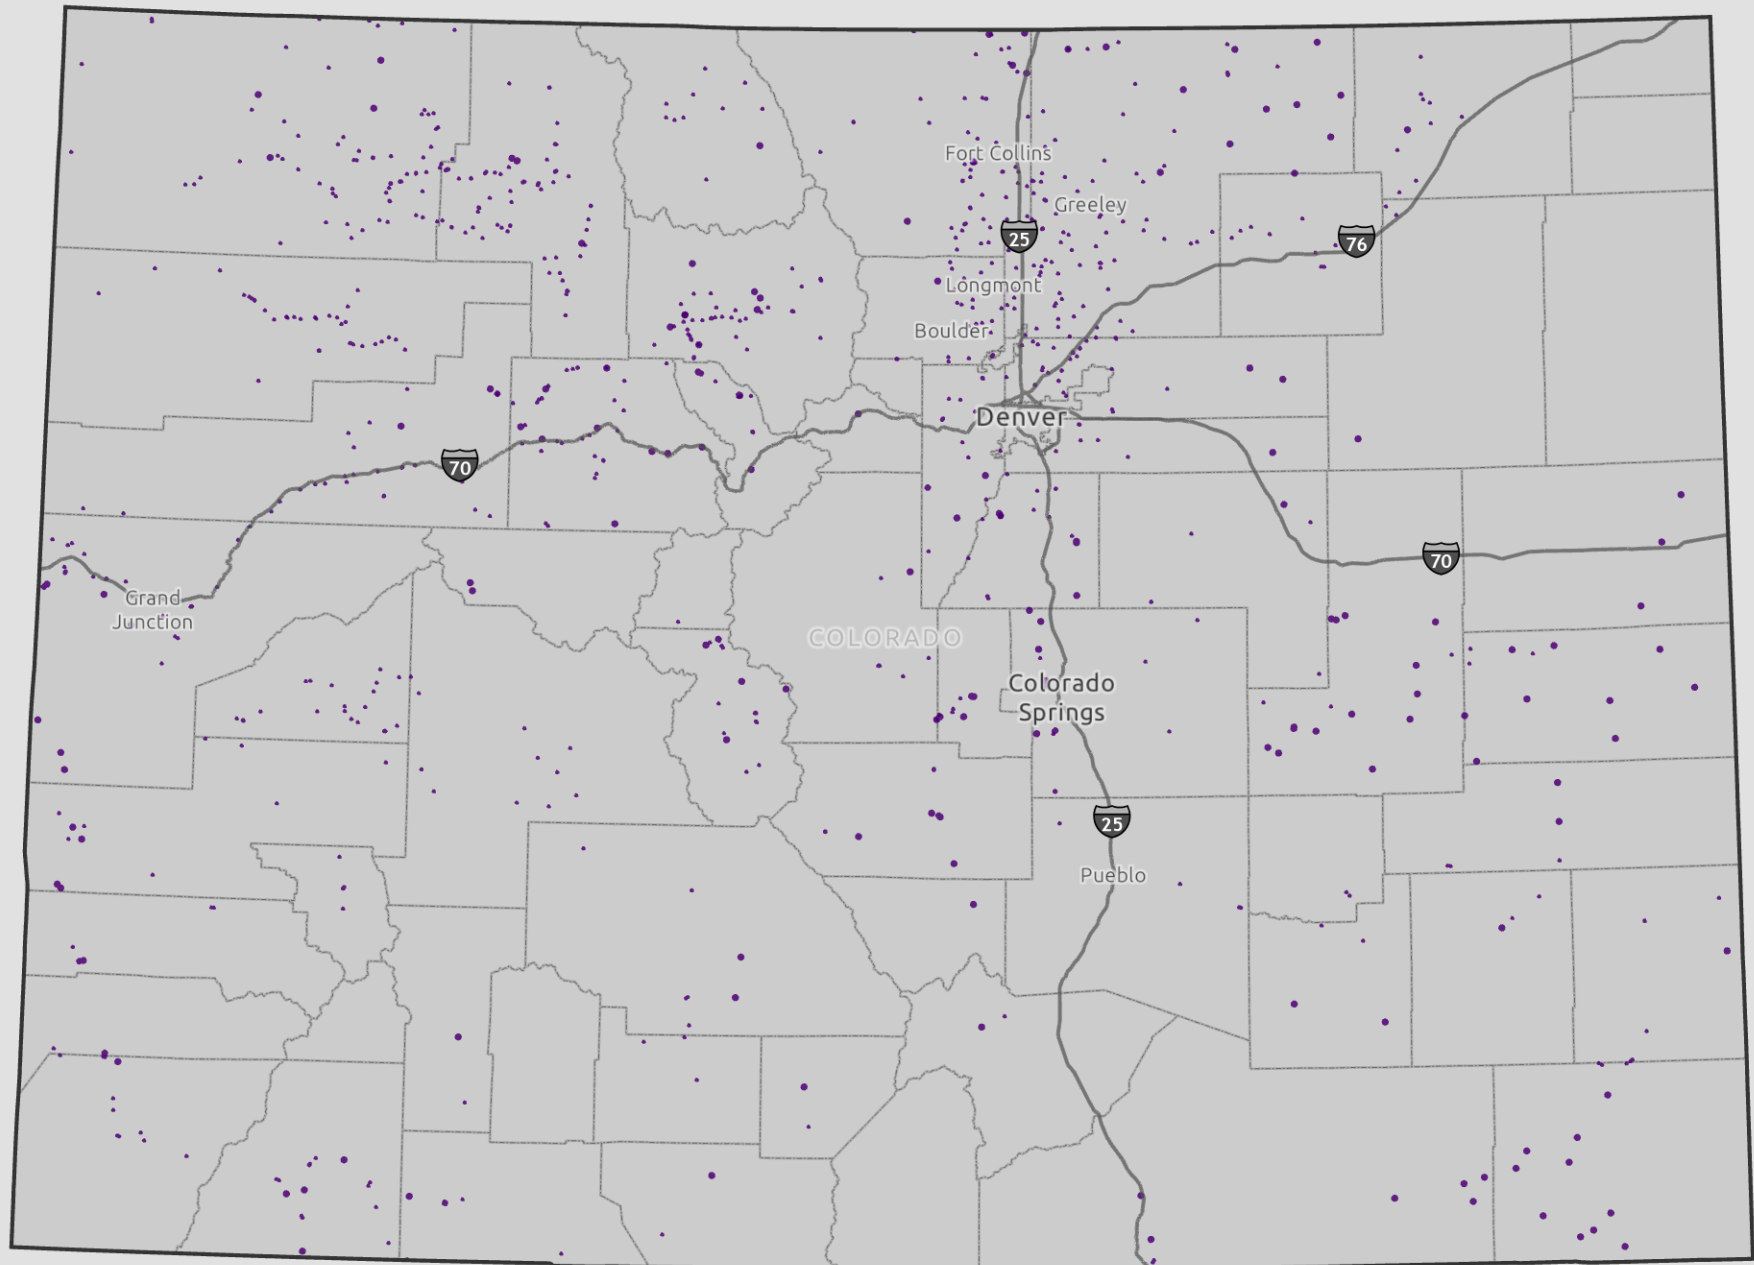 Fort Collins
Greeley
25
76
Longmont
Boulder
Denver
70
70
Grand
Junction
COLORADO
Colorado
Springs
25
Pueblo